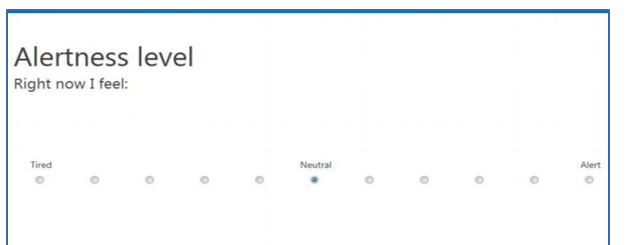 Alertness level
Right now I feel:
Tired Neutral Alert